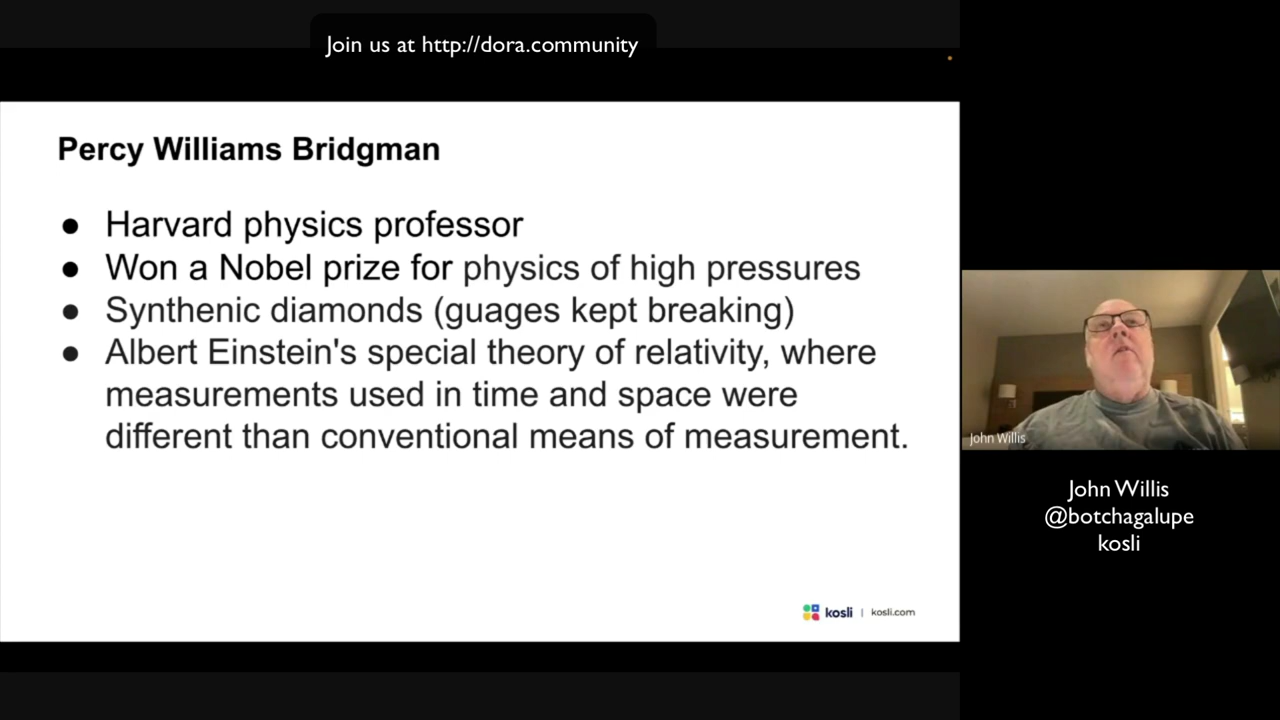 Join us at http://dora.community
Percy Williams Bridgman
● Harvard physics professor
● Won a Nobel prize for physics of high pressures
● Synthenic diamonds (guages kept breaking)
● Albert Einstein's special theory of relativity, where
measurements used in time and space were
different than conventional means of measurement.
kosli | kosli.com
John Willis
John Willis
@botchagalupe
kosli